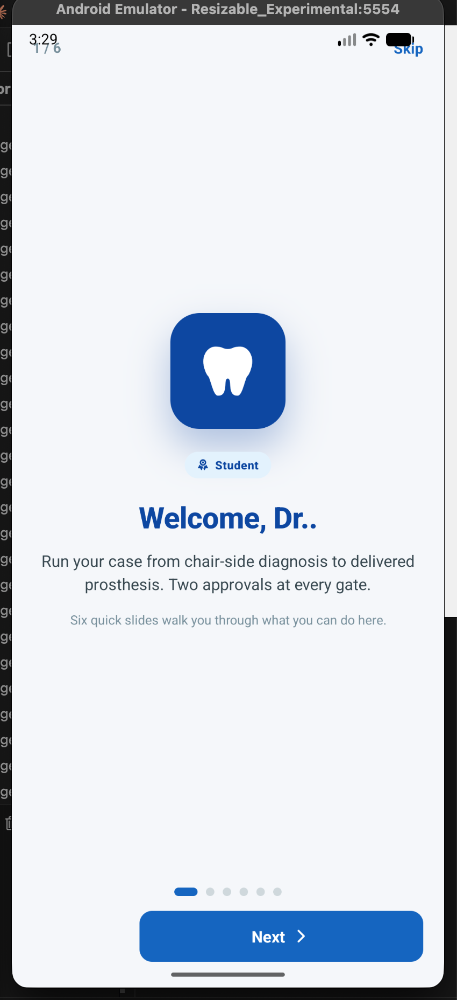 Android Emulator - Resizable_Experimental:5554
3:29
1 / 6
Skip
Student
Welcome, Dr..
Run your case from chair-side diagnosis to delivered
prosthesis. Two approvals at every gate.
Six quick slides walk you through what you can do here.
Next